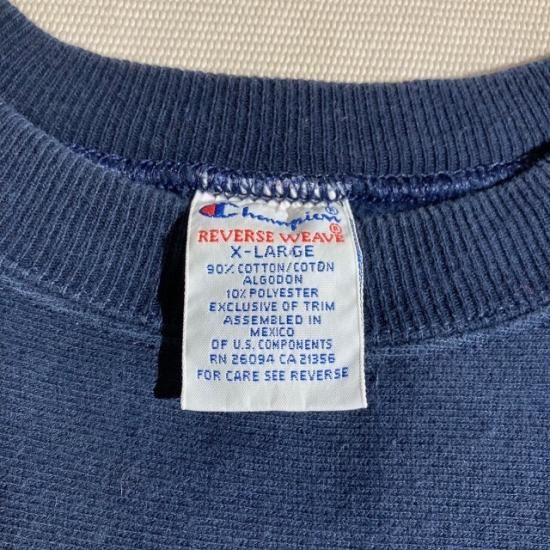 Champion®
REVERSE WEAVE®
X-LARGE
90% COTTON/COTON
ALGODON
10% POLYESTER
EXCLUSIVE OF TRIM
ASSEMBLED IN
MEXICO
OF U.S. COMPONENTS
RN 26094 CA 21356
FOR CARE SEE REVERSE